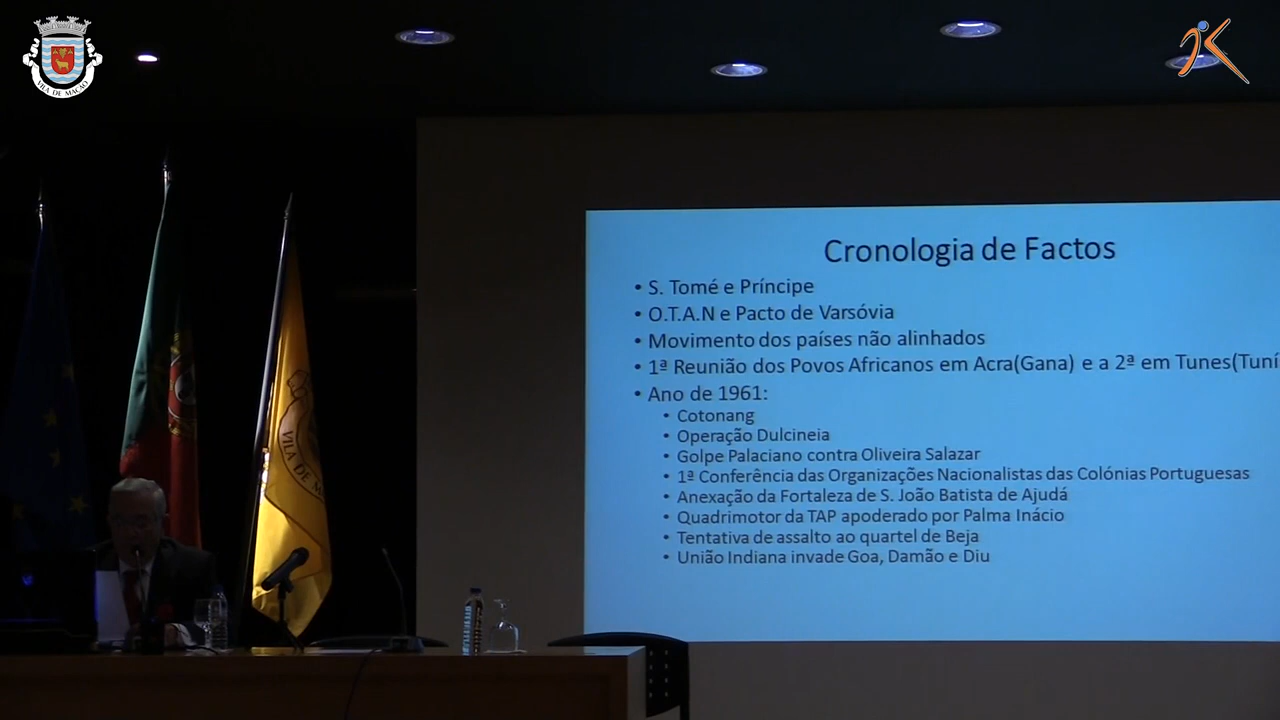 VILA DE MAÇÃO
Cronologia de Factos
• S. Tomé e Príncipe
• O.T.A.N e Pacto de Varsóvia
• Movimento dos países não alinhados
• 1ª Reunião dos Povos Africanos em Acra(Gana) e a 2ª em Tunes(Tuní
• Ano de 1961:
• Cotonang
• Operação Dulcineia
• Golpe Palaciano contra Oliveira Salazar
• 1ª Conferência das Organizações Nacionalistas das Colónias Portuguesas
• Anexação da Fortaleza de S. João Batista de Ajudá
• Quadrimotor da TAP apoderado por Palma Inácio
• Tentativa de assalto ao quartel de Beja
• União Indiana invade Goa, Damão e Diu
VILA DE M